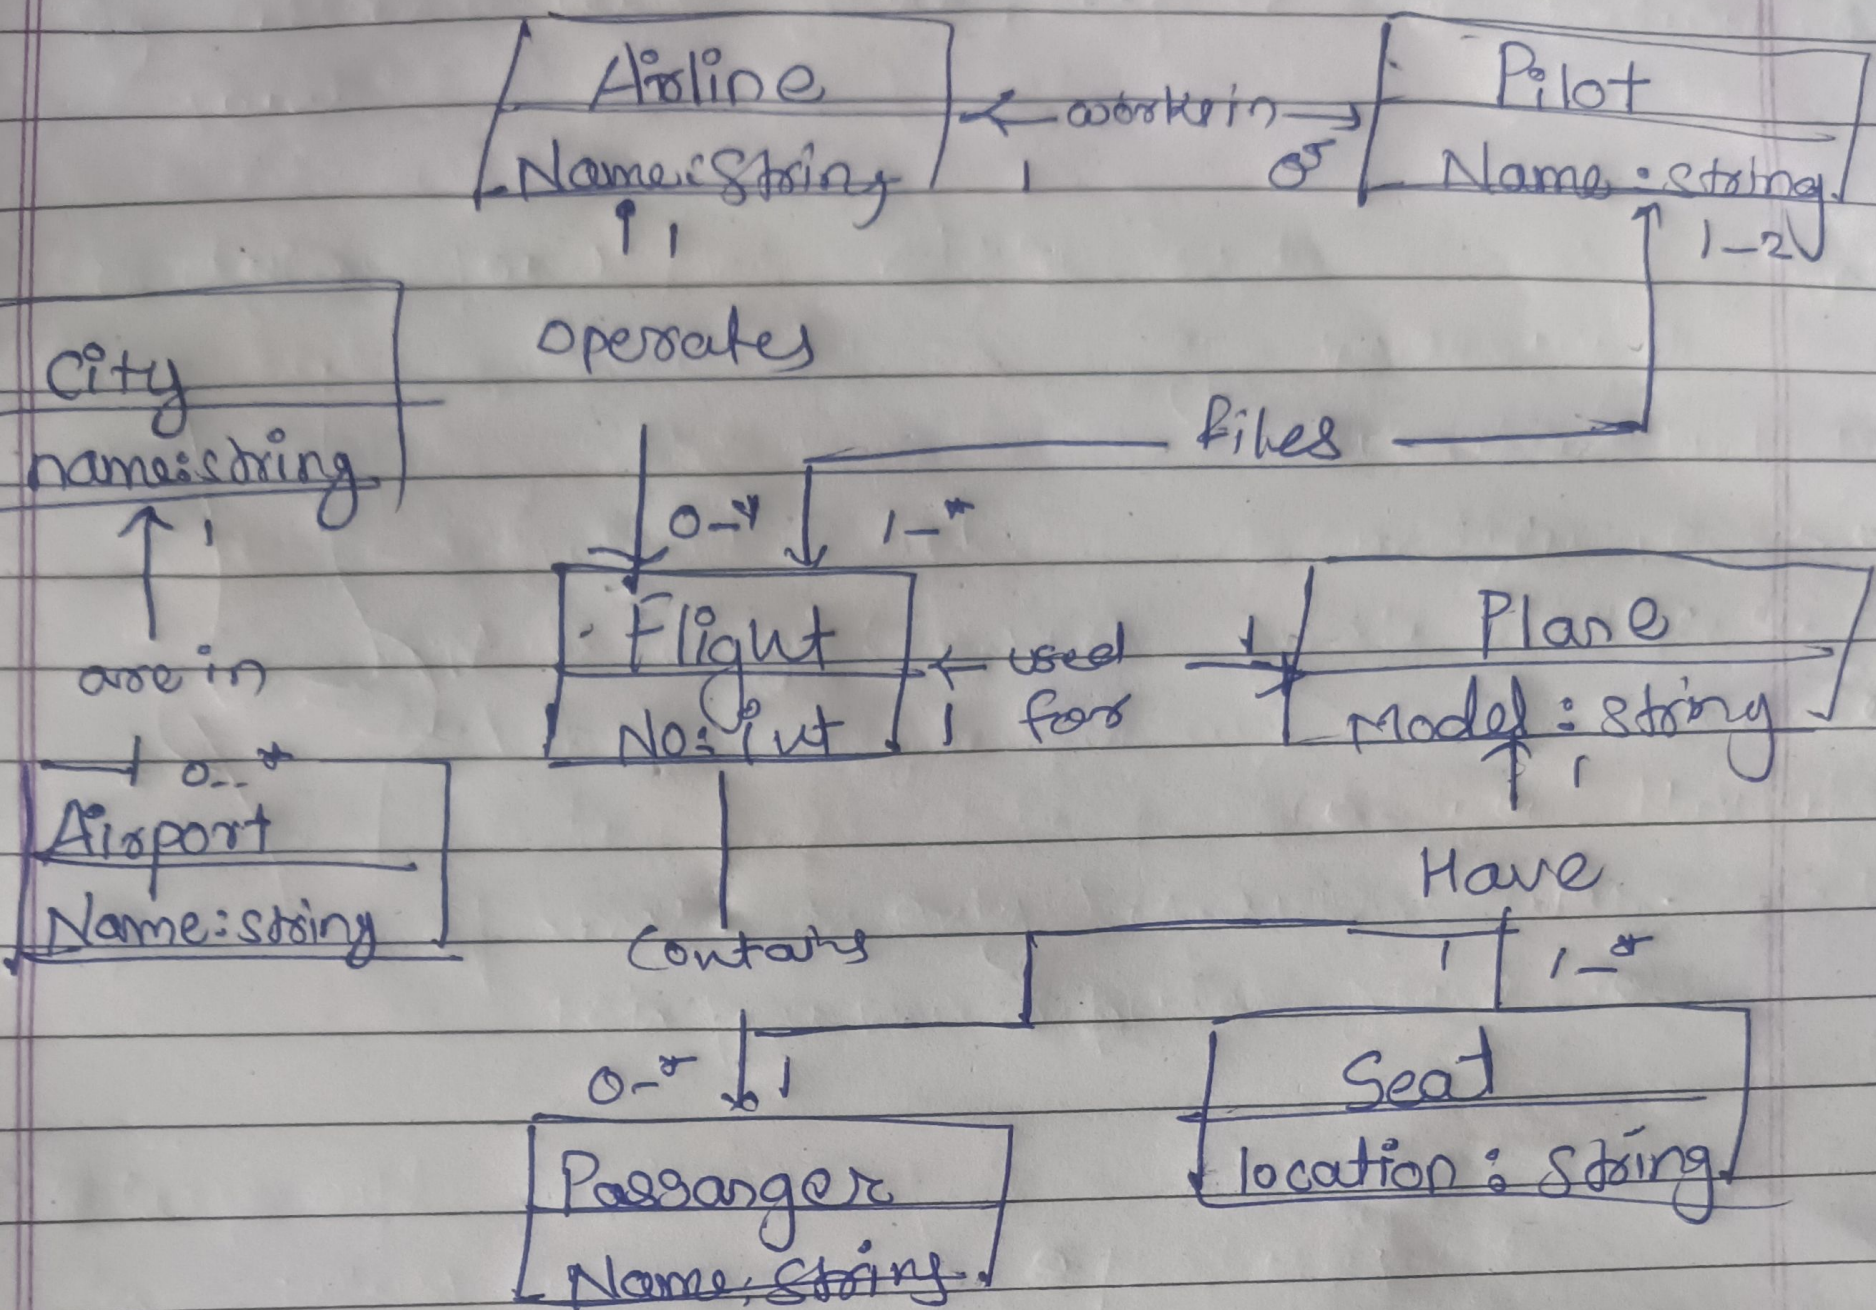 Airline
Name:String
1
← works in →
1
Pilot
Name:string
1-2
City
name:string
1
operates
files
0-*
1-*
are in
0..*
Flight
No:int
← used for →
1
1
Plane
Model:string
1
Airport
Name:string
Have
Contains
1
1-*
0-*
1
Seat
location:string
Passanger
Name:String